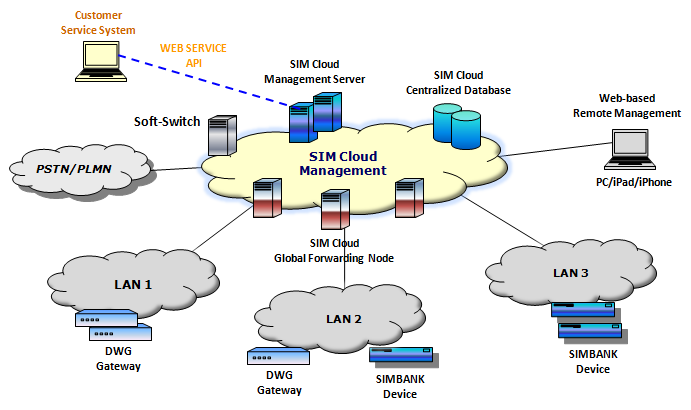 Customer
Service System
WEB SERVICE
API
SIM Cloud
Management Server
SIM Cloud
Centralized Database
Web-based
Remote Management
Soft-Switch
PSTN/PLMN
SIM Cloud
Management
PC/iPad/iPhone
SIM Cloud
Global Forwarding Node
LAN 1
LAN 2
LAN 3
DWG
Gateway
DWG
Gateway
SIMBANK
Device
SIMBANK
Device